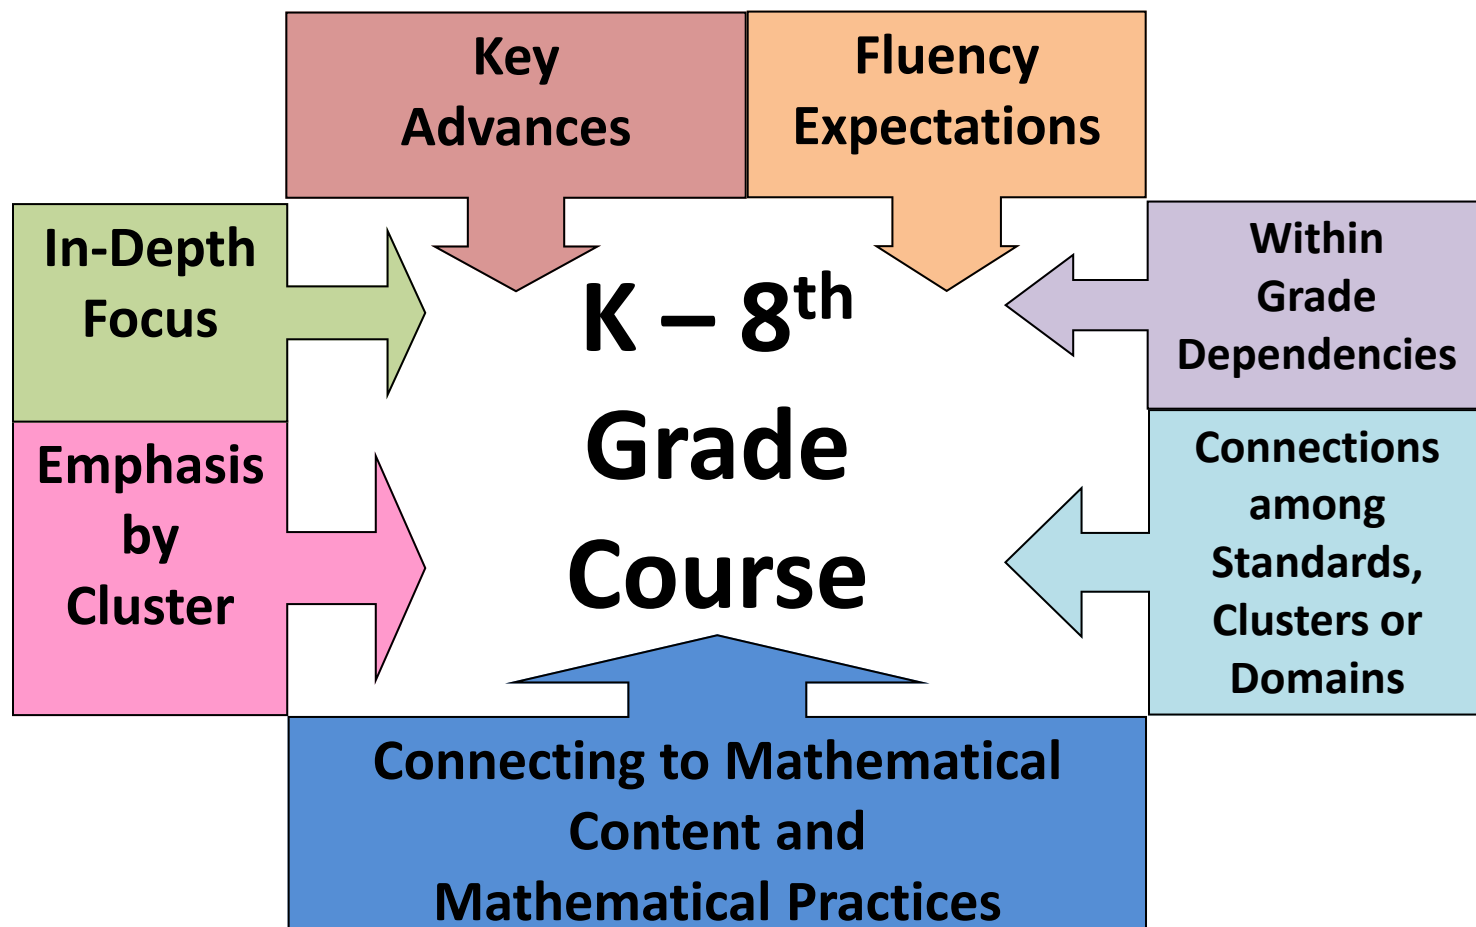 Key
Advances
Fluency
Expectations
In-Depth
Focus
Within
Grade
Dependencies
K – 8th
Grade
Course
Emphasis
by
Cluster
Connections
among
Standards,
Clusters or
Domains
Connecting to Mathematical
Content and
Mathematical Practices